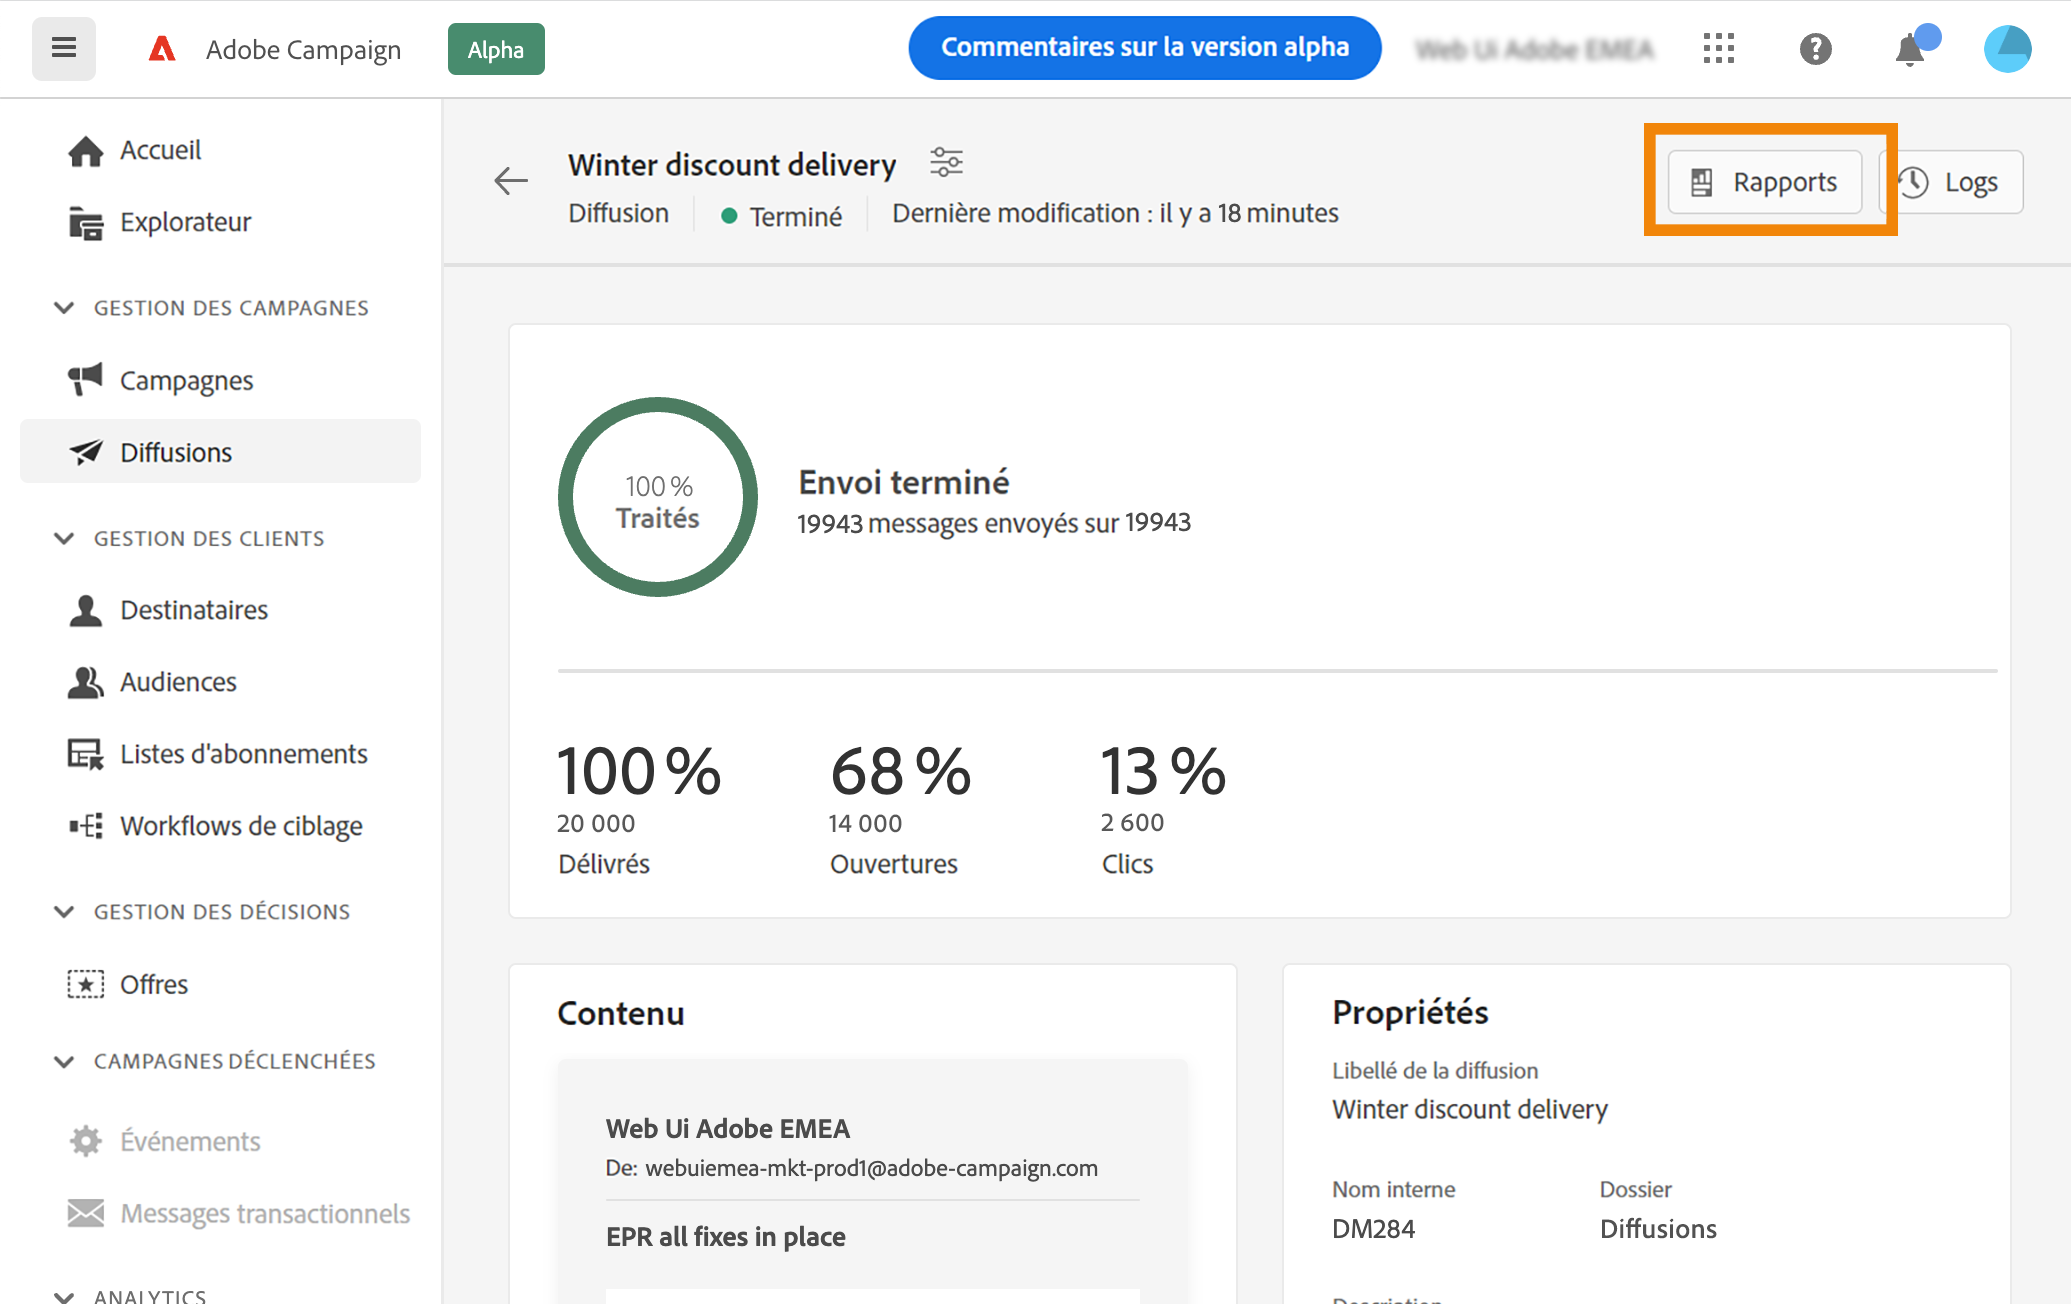 Adobe Campaign
Alpha
Commentaires sur la version alpha
Web Ui Adobe EMEA
Accueil
Explorateur
GESTION DES CAMPAGNES
Campagnes
Diffusions
GESTION DES CLIENTS
Destinataires
Audiences
Listes d'abonnements
Workflows de ciblage
GESTION DES DÉCISIONS
Offres
CAMPAGNES DÉCLENCHÉES
Événements
Messages transactionnels
ANALYTICS
Winter discount delivery
Diffusion
Terminé
Dernière modification : il y a 18 minutes
Rapports
Logs
100 %
Traités
Envoi terminé
19943 messages envoyés sur 19943
100 %
20 000
Délivrés
68 %
14 000
Ouvertures
13 %
2 600
Clics
Contenu
Web Ui Adobe EMEA
De: webuiemea-mkt-prod1@adobe-campaign.com
EPR all fixes in place
Propriétés
Libellé de la diffusion
Winter discount delivery
Nom interne
DM284
Dossier
Diffusions